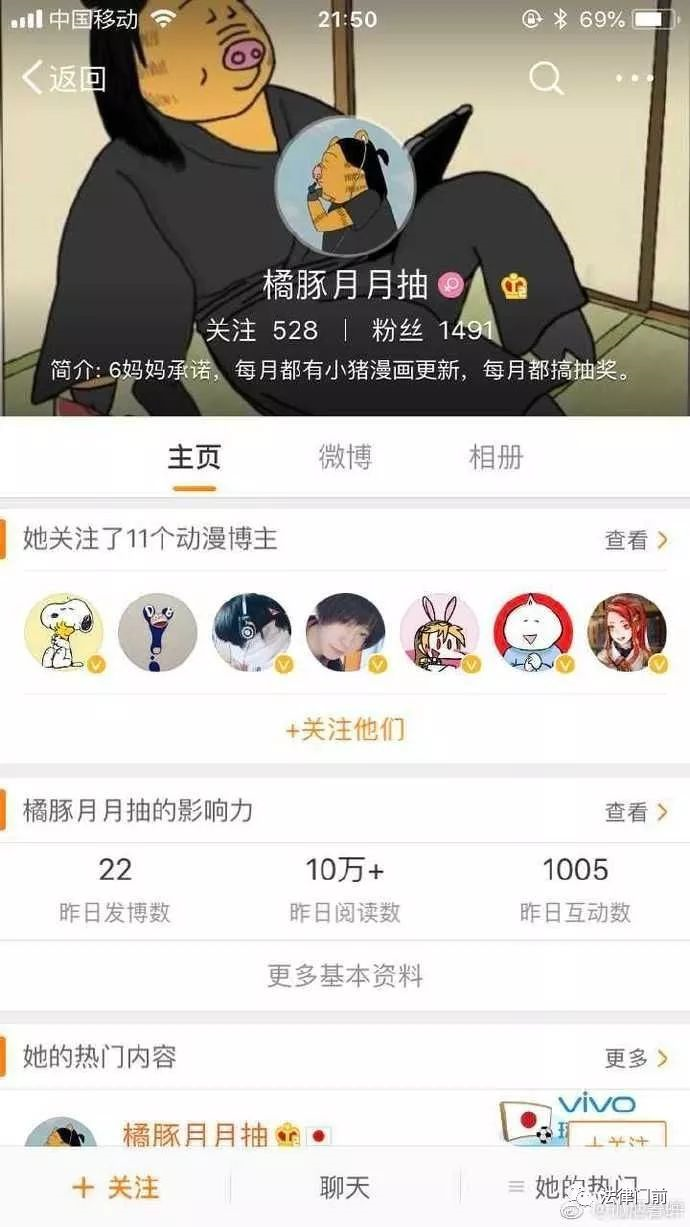 中国移动
21:50
69%
返回
橘豚月月抽
关注 528 | 粉丝 1491
简介: 6妈妈承诺，每月都有小猪漫画更新，每月都搞抽奖。
主页 微博 相册
她关注了11个动漫博主 查看
+关注他们
橘豚月月抽的影响力 查看
22 10万+ 1005
昨日发博数 昨日阅读数 昨日互动数
更多基本资料
她的热门内容 更多
vivo
橘豚月月抽
+关注
+ 关注 聊天 她的热门
法律门前